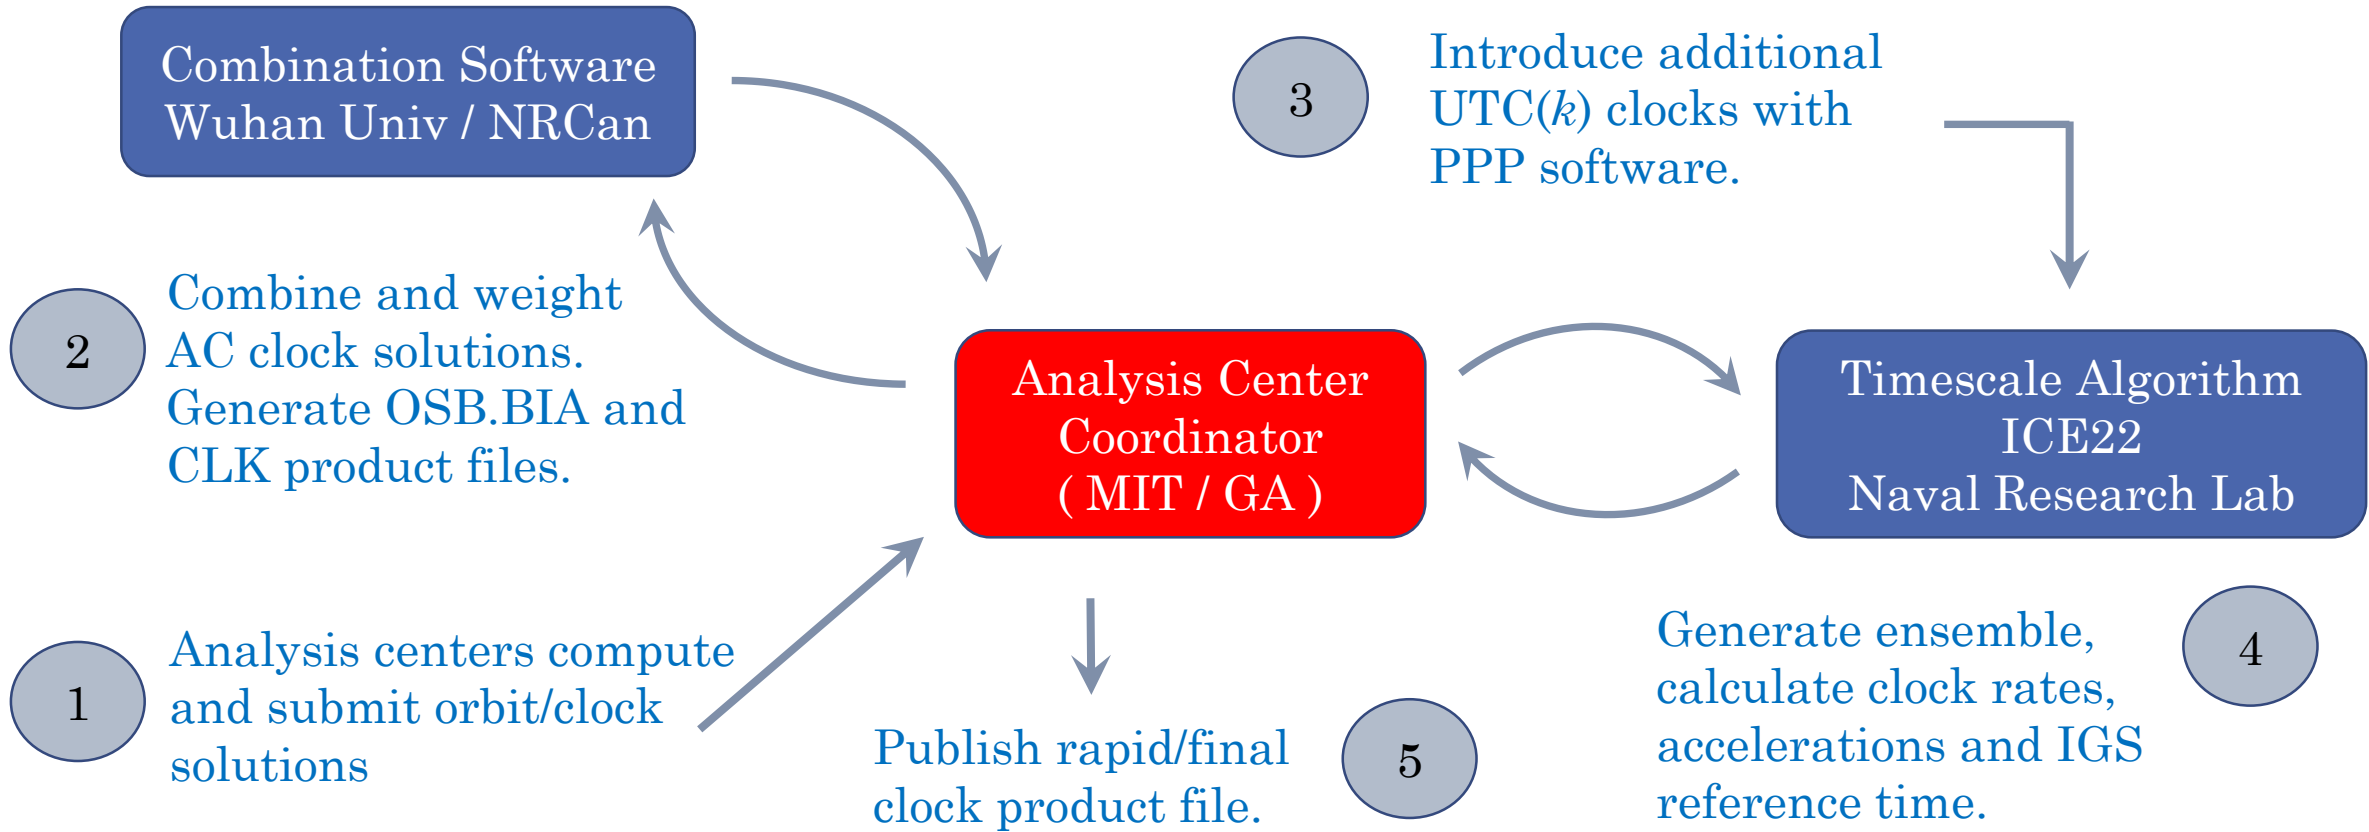 Combination Software
Wuhan Univ / NRCan
3
Introduce additional
UTC(k) clocks with
PPP software.
2
Combine and weight
AC clock solutions.
Generate OSB.BIA and
CLK product files.
Analysis Center
Coordinator
( MIT / GA )
Timescale Algorithm
ICE22
Naval Research Lab
1
Analysis centers compute
and submit orbit/clock
solutions
Publish rapid/final
clock product file.
5
Generate ensemble,
calculate clock rates,
accelerations and IGS
reference time.
4